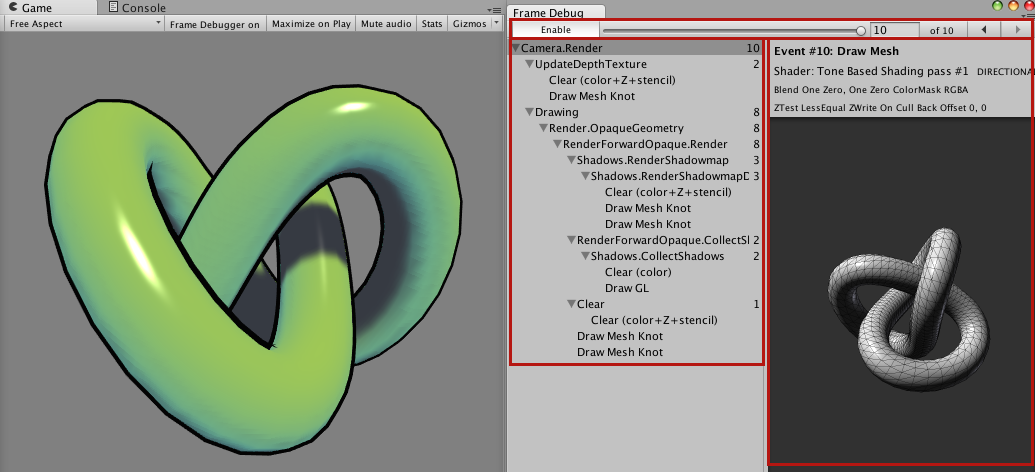 Game
Console
Free Aspect
Frame Debugger on
Maximize on Play
Mute audio
Stats
Gizmos
Frame Debug
Enable
10
of 10
Camera.Render 10
UpdateDepthTexture 2
Clear (color+Z+stencil)
Draw Mesh Knot
Drawing 8
Render.OpaqueGeometry 8
RenderForwardOpaque.Render 8
Shadows.RenderShadowmap 3
Shadows.RenderShadowmapD 3
Clear (color+Z+stencil)
Draw Mesh Knot
Draw Mesh Knot
RenderForwardOpaque.CollectSl 2
Shadows.CollectShadows 2
Clear (color)
Draw GL
Clear 1
Clear (color+Z+stencil)
Draw Mesh Knot
Draw Mesh Knot
Event #10: Draw Mesh
Shader: Tone Based Shading pass #1 DIRECTIONA
Blend One Zero, One Zero ColorMask RGBA
ZTest LessEqual ZWrite On Cull Back Offset 0, 0